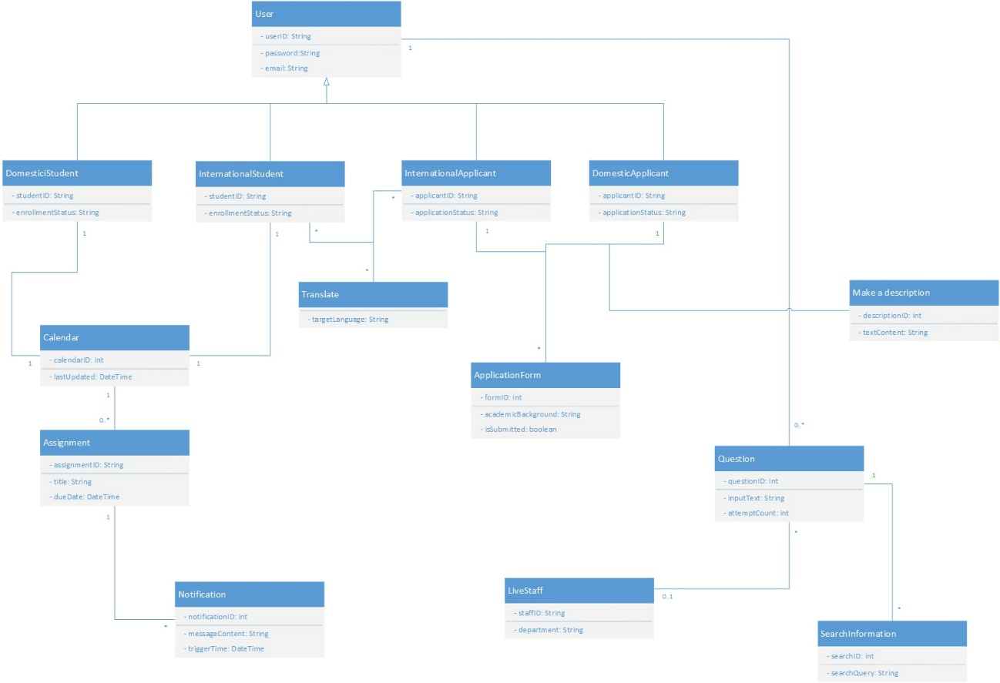 User
- userID: String
- password:String
- email: String
1
DomesticiStudent
- studentID: String
- enrollmentStatus: String
1
InternationalStudent
- studentID: String
- enrollmentStatus: String
1
*
InternationalApplicant
- applicantID: String
- applicationStatus: String
*
1
DomesticApplicant
- applicantID: String
- applicationStatus: String
1
*
Translate
- targetLanguage: String
Make a description
- descriptionID: int
- textContent: String
Calendar
- calendarID: int
- lastUpdated: DateTime
1
1
1
0..*
*
ApplicationForm
- formID: int
- academicBackground: String
- isSubmitted: boolean
Assignment
- assignmentID: String
- title: String
- dueDate: DateTime
1
0..*
Question
- questionID: int
- inputText: String
- attemptCount: int
1
*
*
Notification
- notificationID: int
- messageContent: String
- triggerTime: DateTime
LiveStaff
- staffID: String
- department: String
0..1
*
SearchInformation
- searchID: int
- searchQuery: String